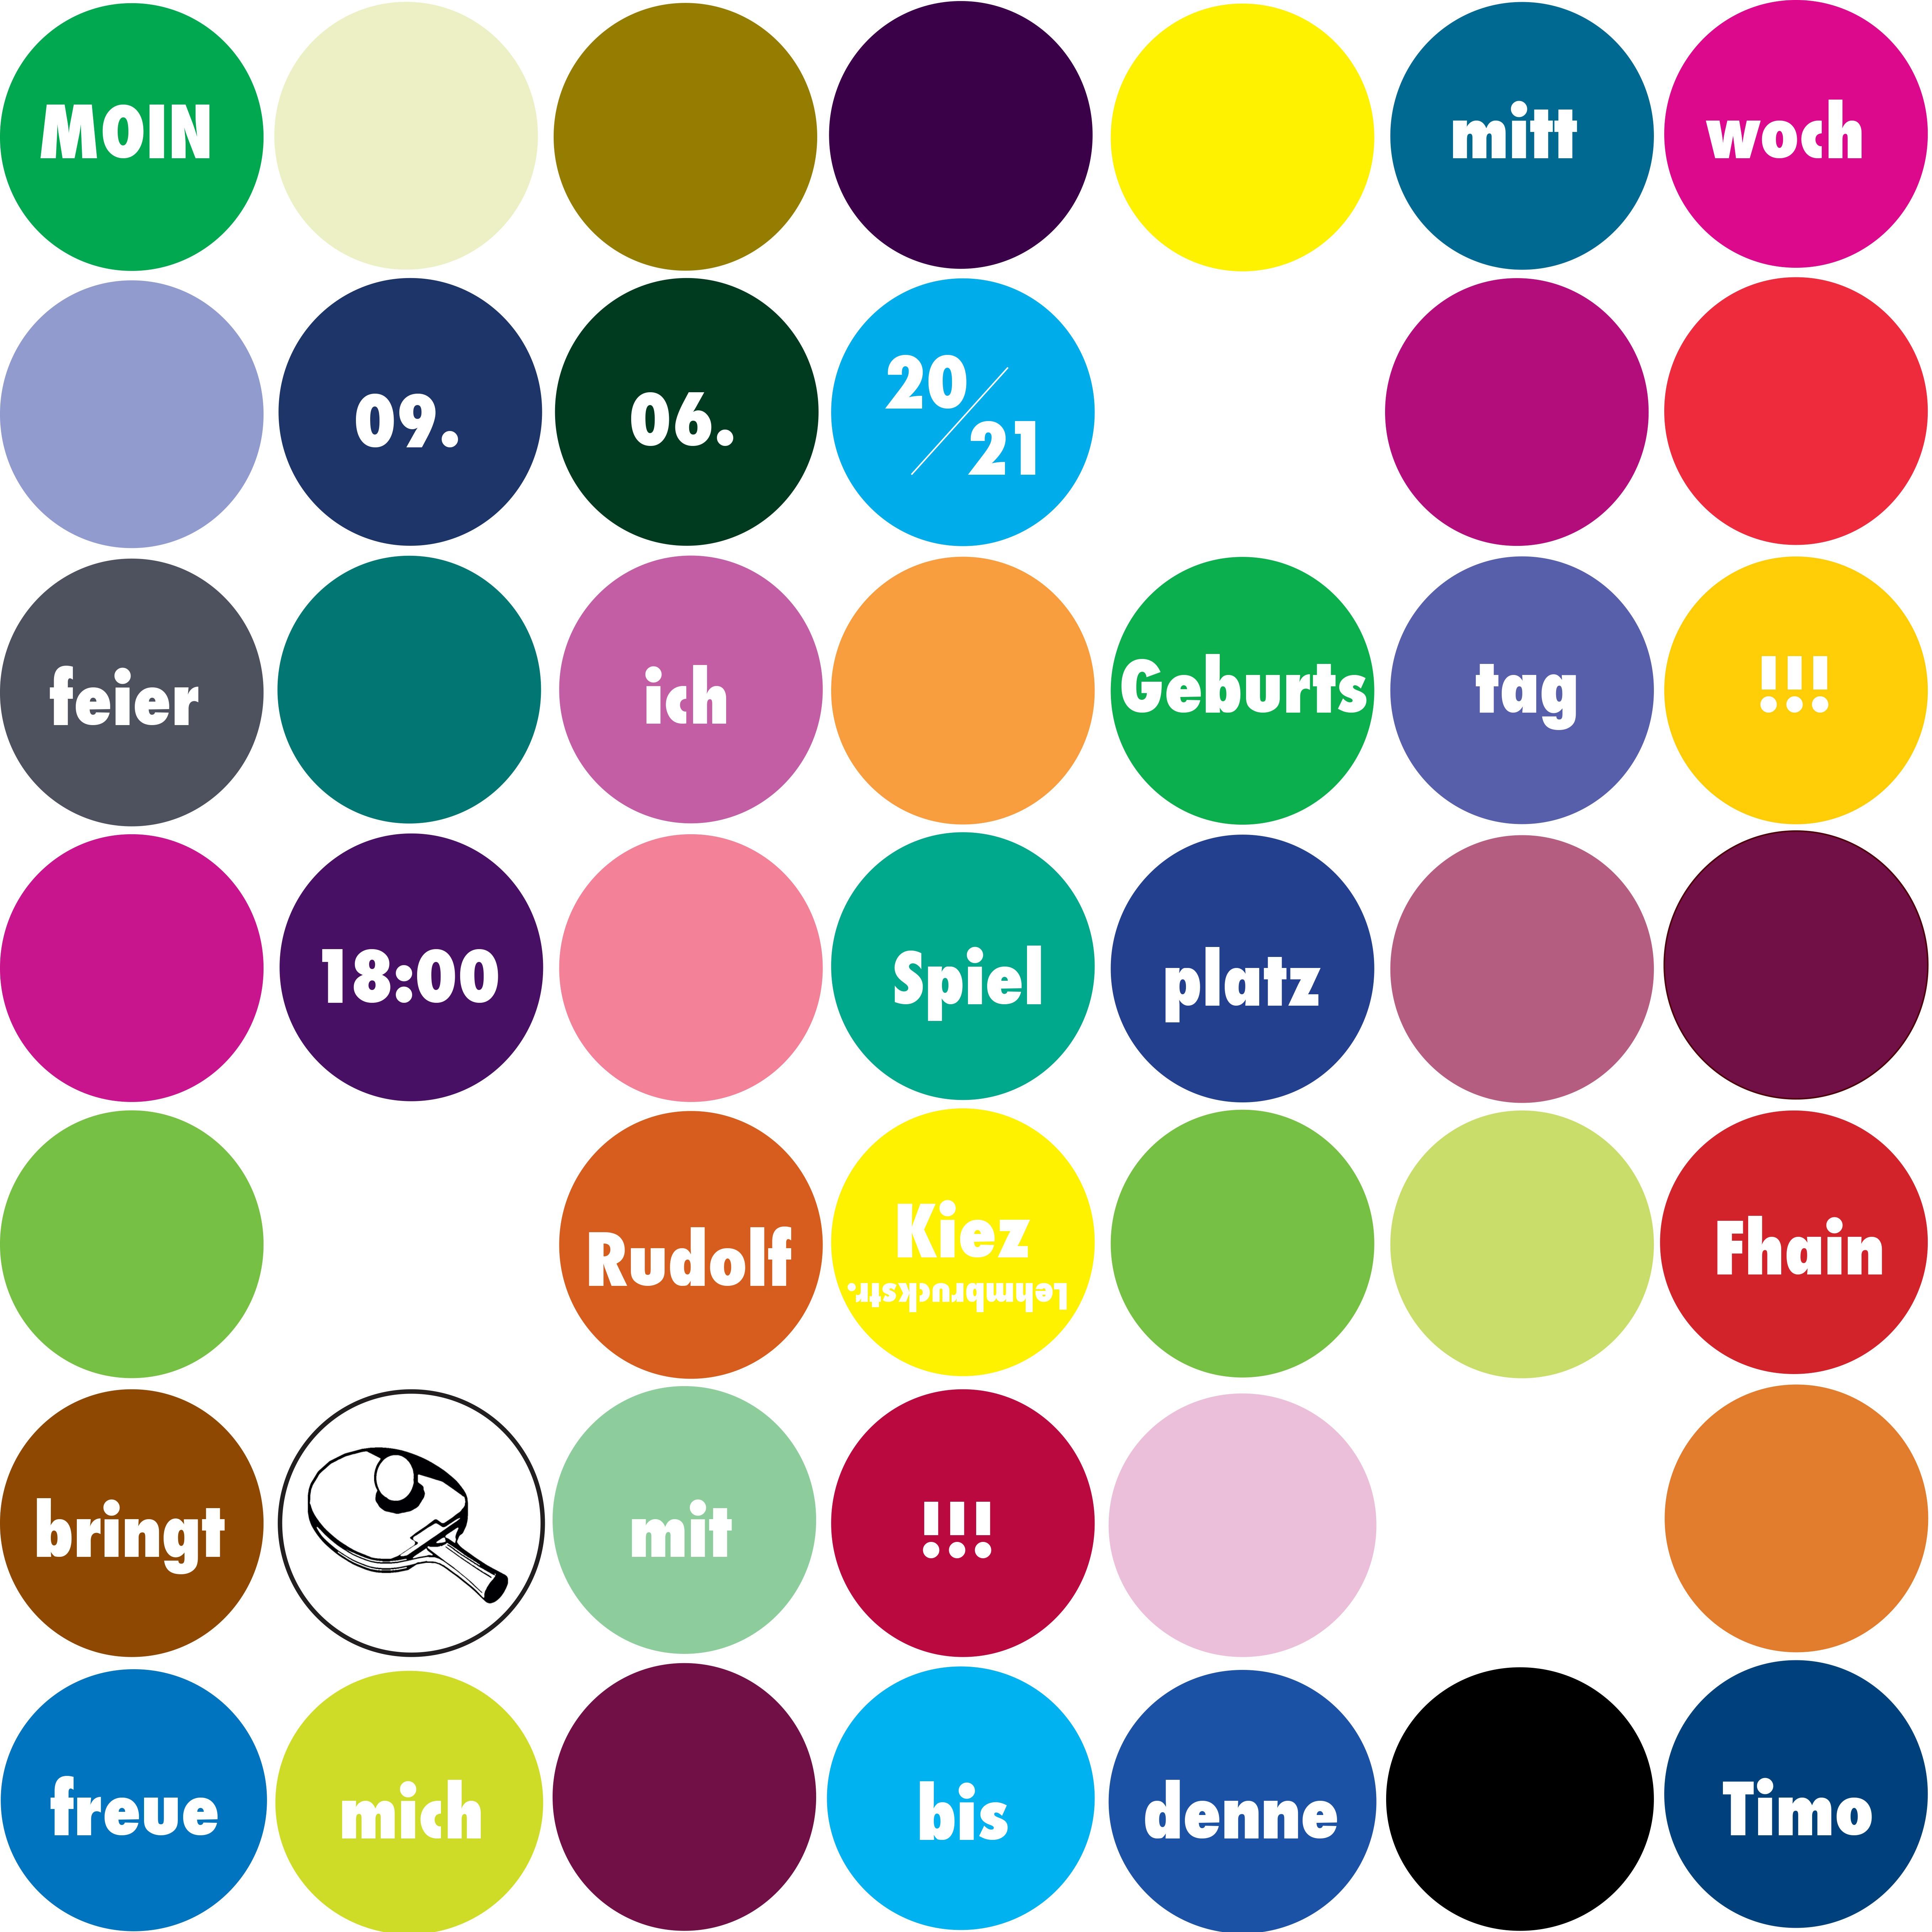 MOIN mitt woch
09. 06. 20/21
feier ich Geburts tag !!!
18:00 Spiel platz
Rudolf Kiez Fhain
Lehmbruckstr.
bringt mit !!!
freue mich bis denne Timo